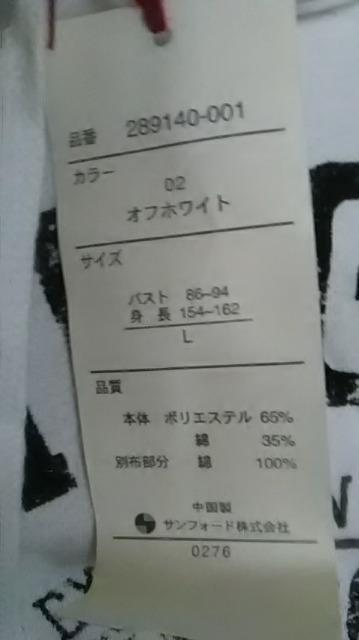 品番 289140-001
カラー
02
オフホワイト
サイズ
バスト 86~94
身長 154~162
L
品質
本体 ポリエステル 65%
綿 35%
別布部分 綿 100%
中国製
サンフォード株式会社
0276